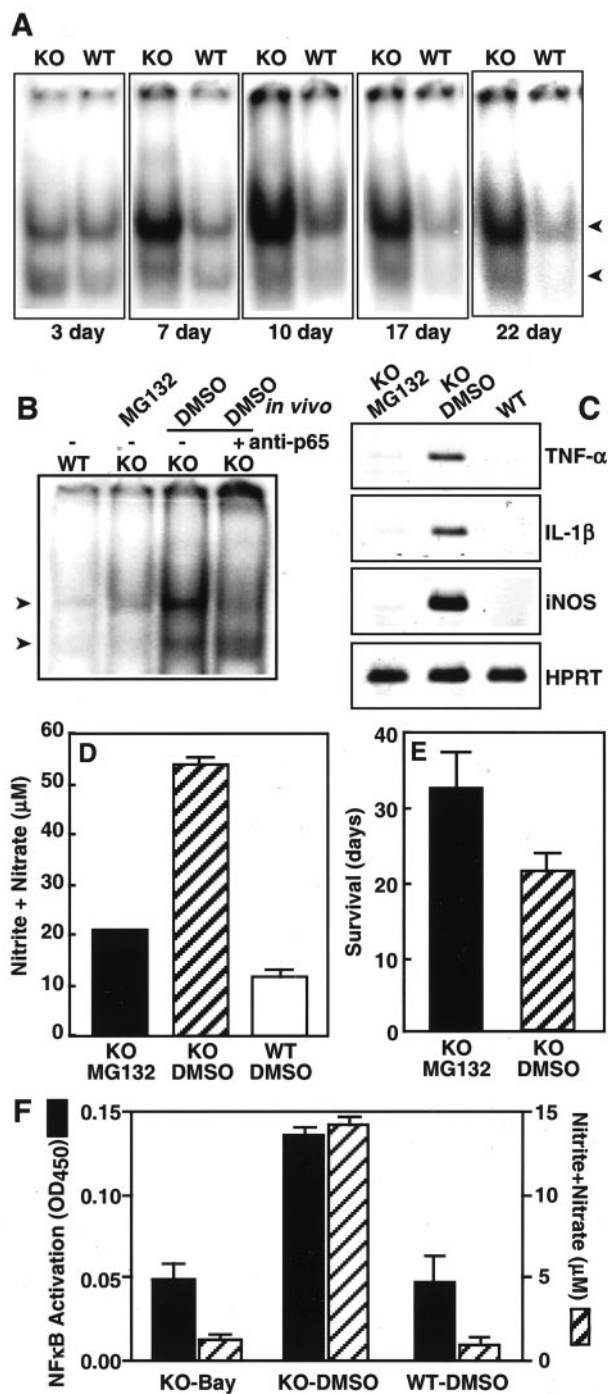 A
KO WT KO WT KO WT KO WT KO WT
3 day 7 day 10 day 17 day 22 day
B
MG132 DMSO DMSO in vivo
- - - + anti-p65
WT KO KO KO
C
KO MG132 KO DMSO WT
TNF-α
IL-1β
iNOS
HPRT
D
Nitrite + Nitrate (μM)
60
50
40
30
20
10
0
KO KO WT
MG132 DMSO DMSO
E
Survival (days)
40
30
20
10
0
KO KO
MG132 DMSO
F
NFκB Activation (OD450)
0.15
0.10
0.05
0.00
Nitrite+Nitrate (μM)
15
10
5
0
KO-Bay KO-DMSO WT-DMSO